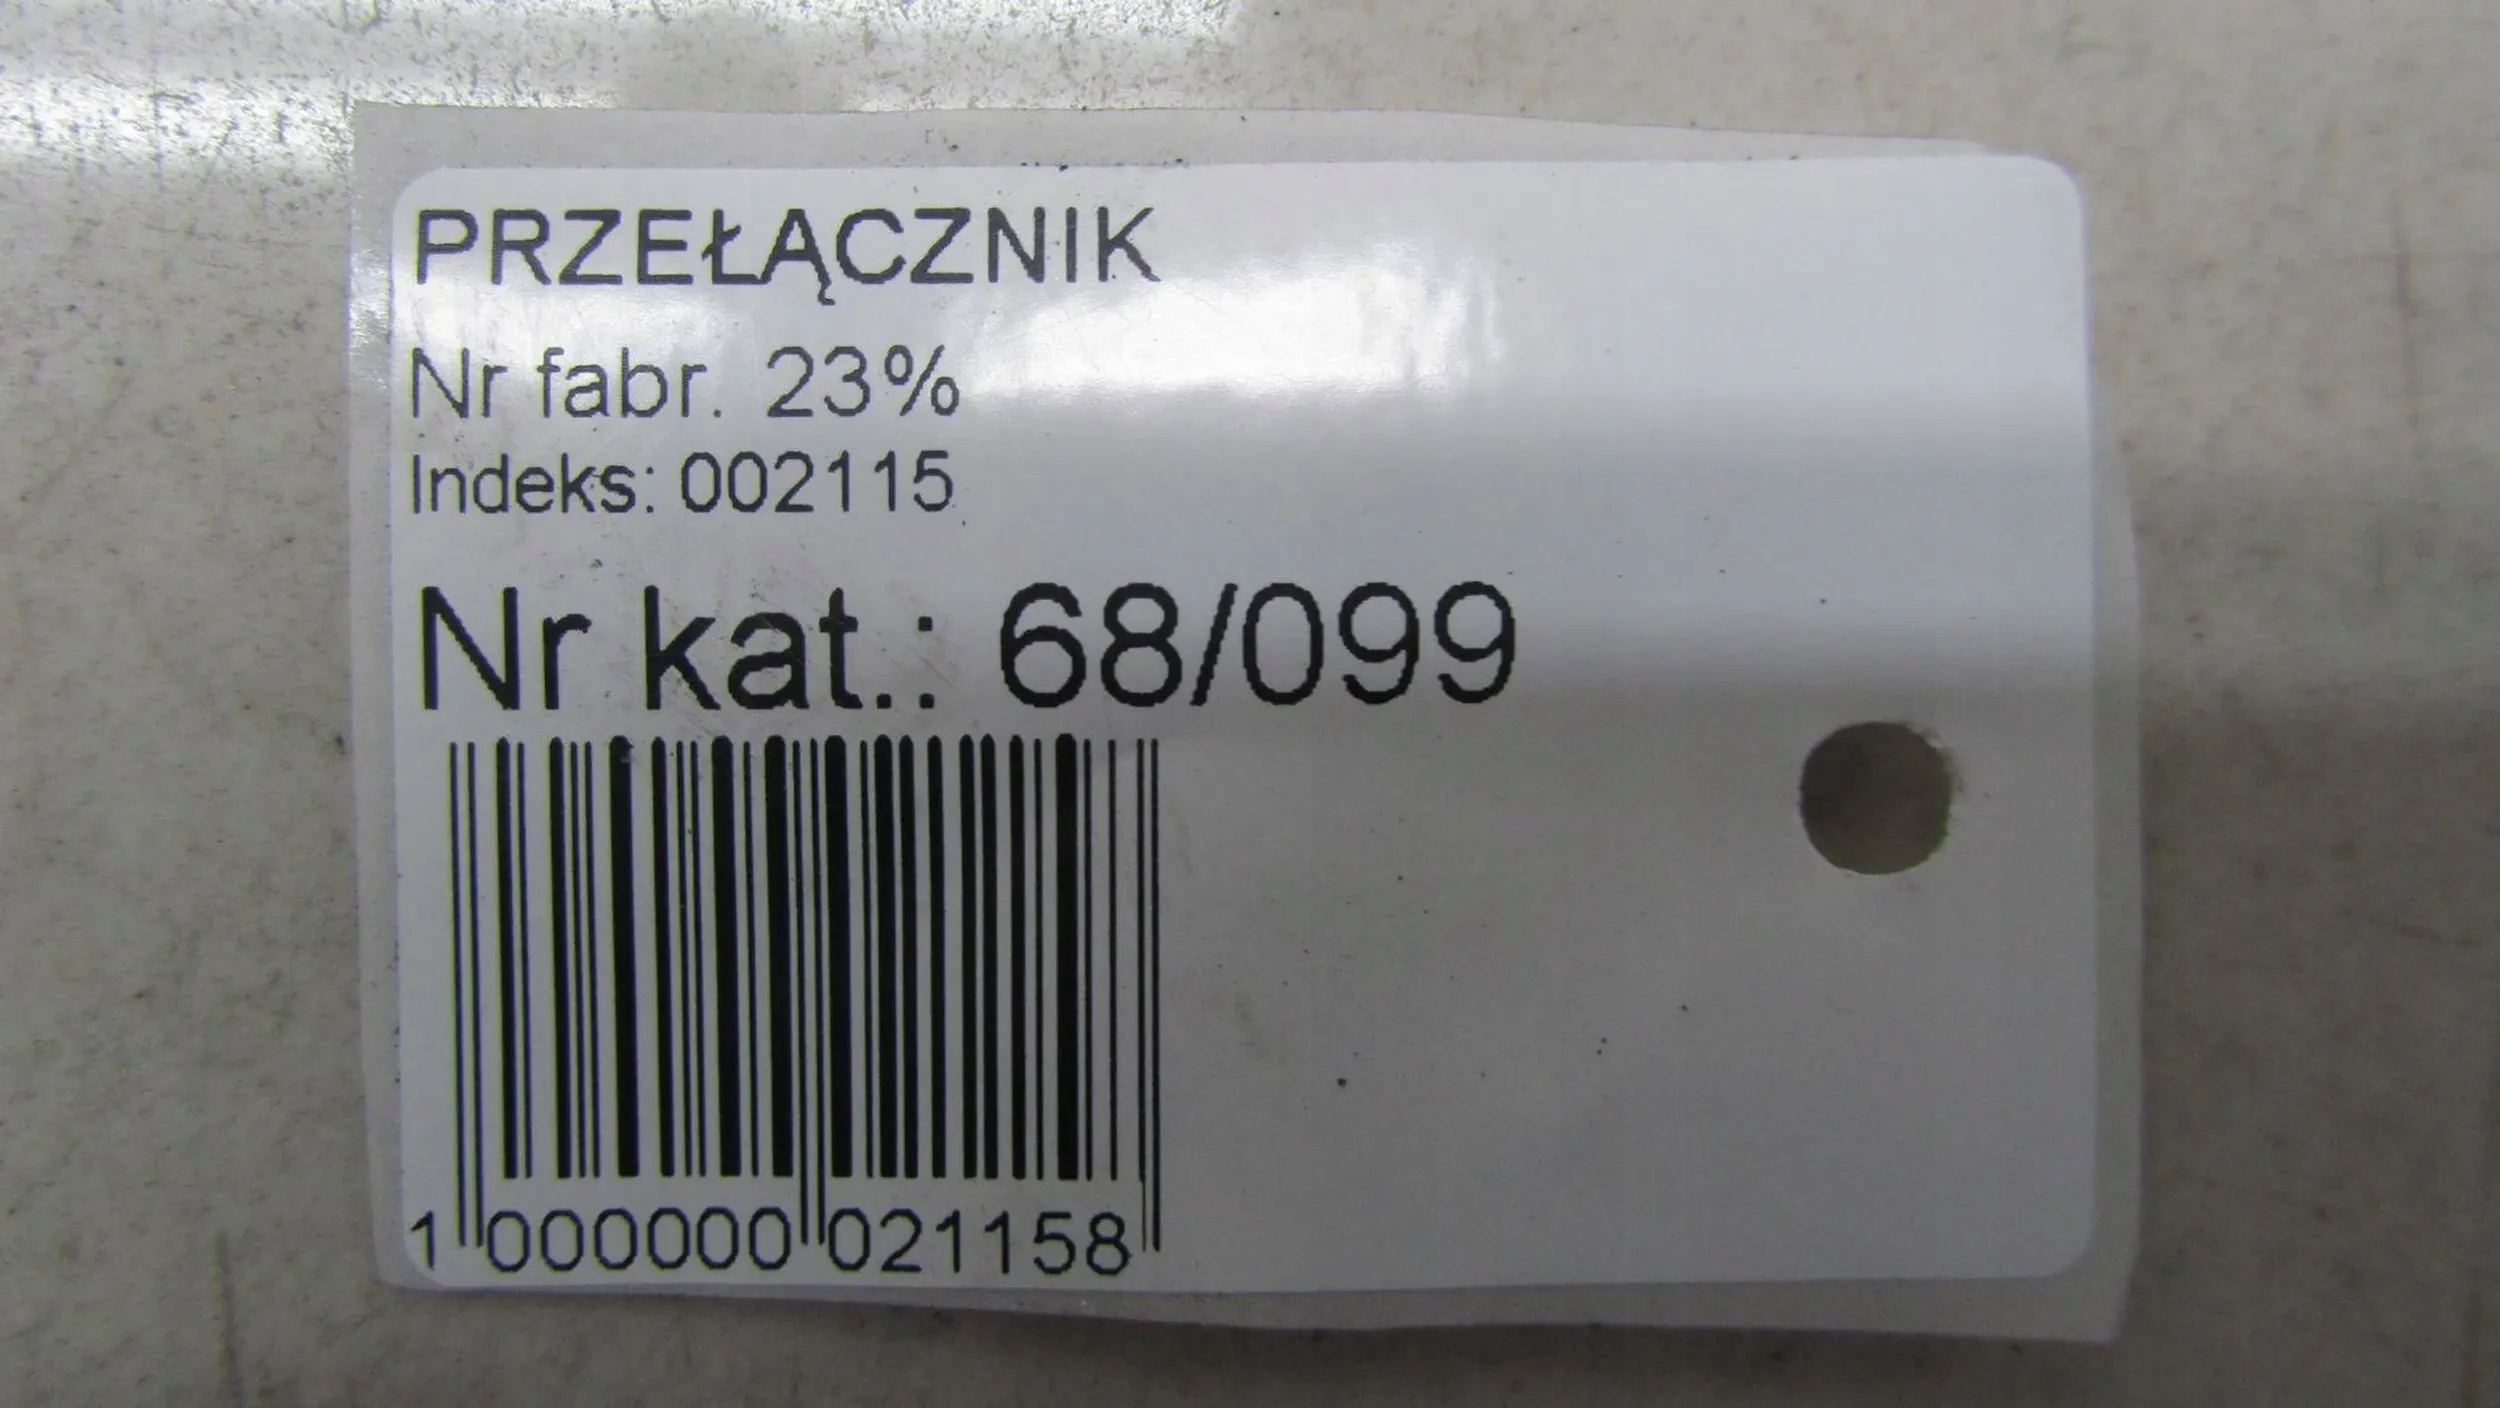 PRZEŁĄCZNIK
Nr fabr. 23%
Indeks: 002115
Nr kat.: 68/099
1 000000 021158